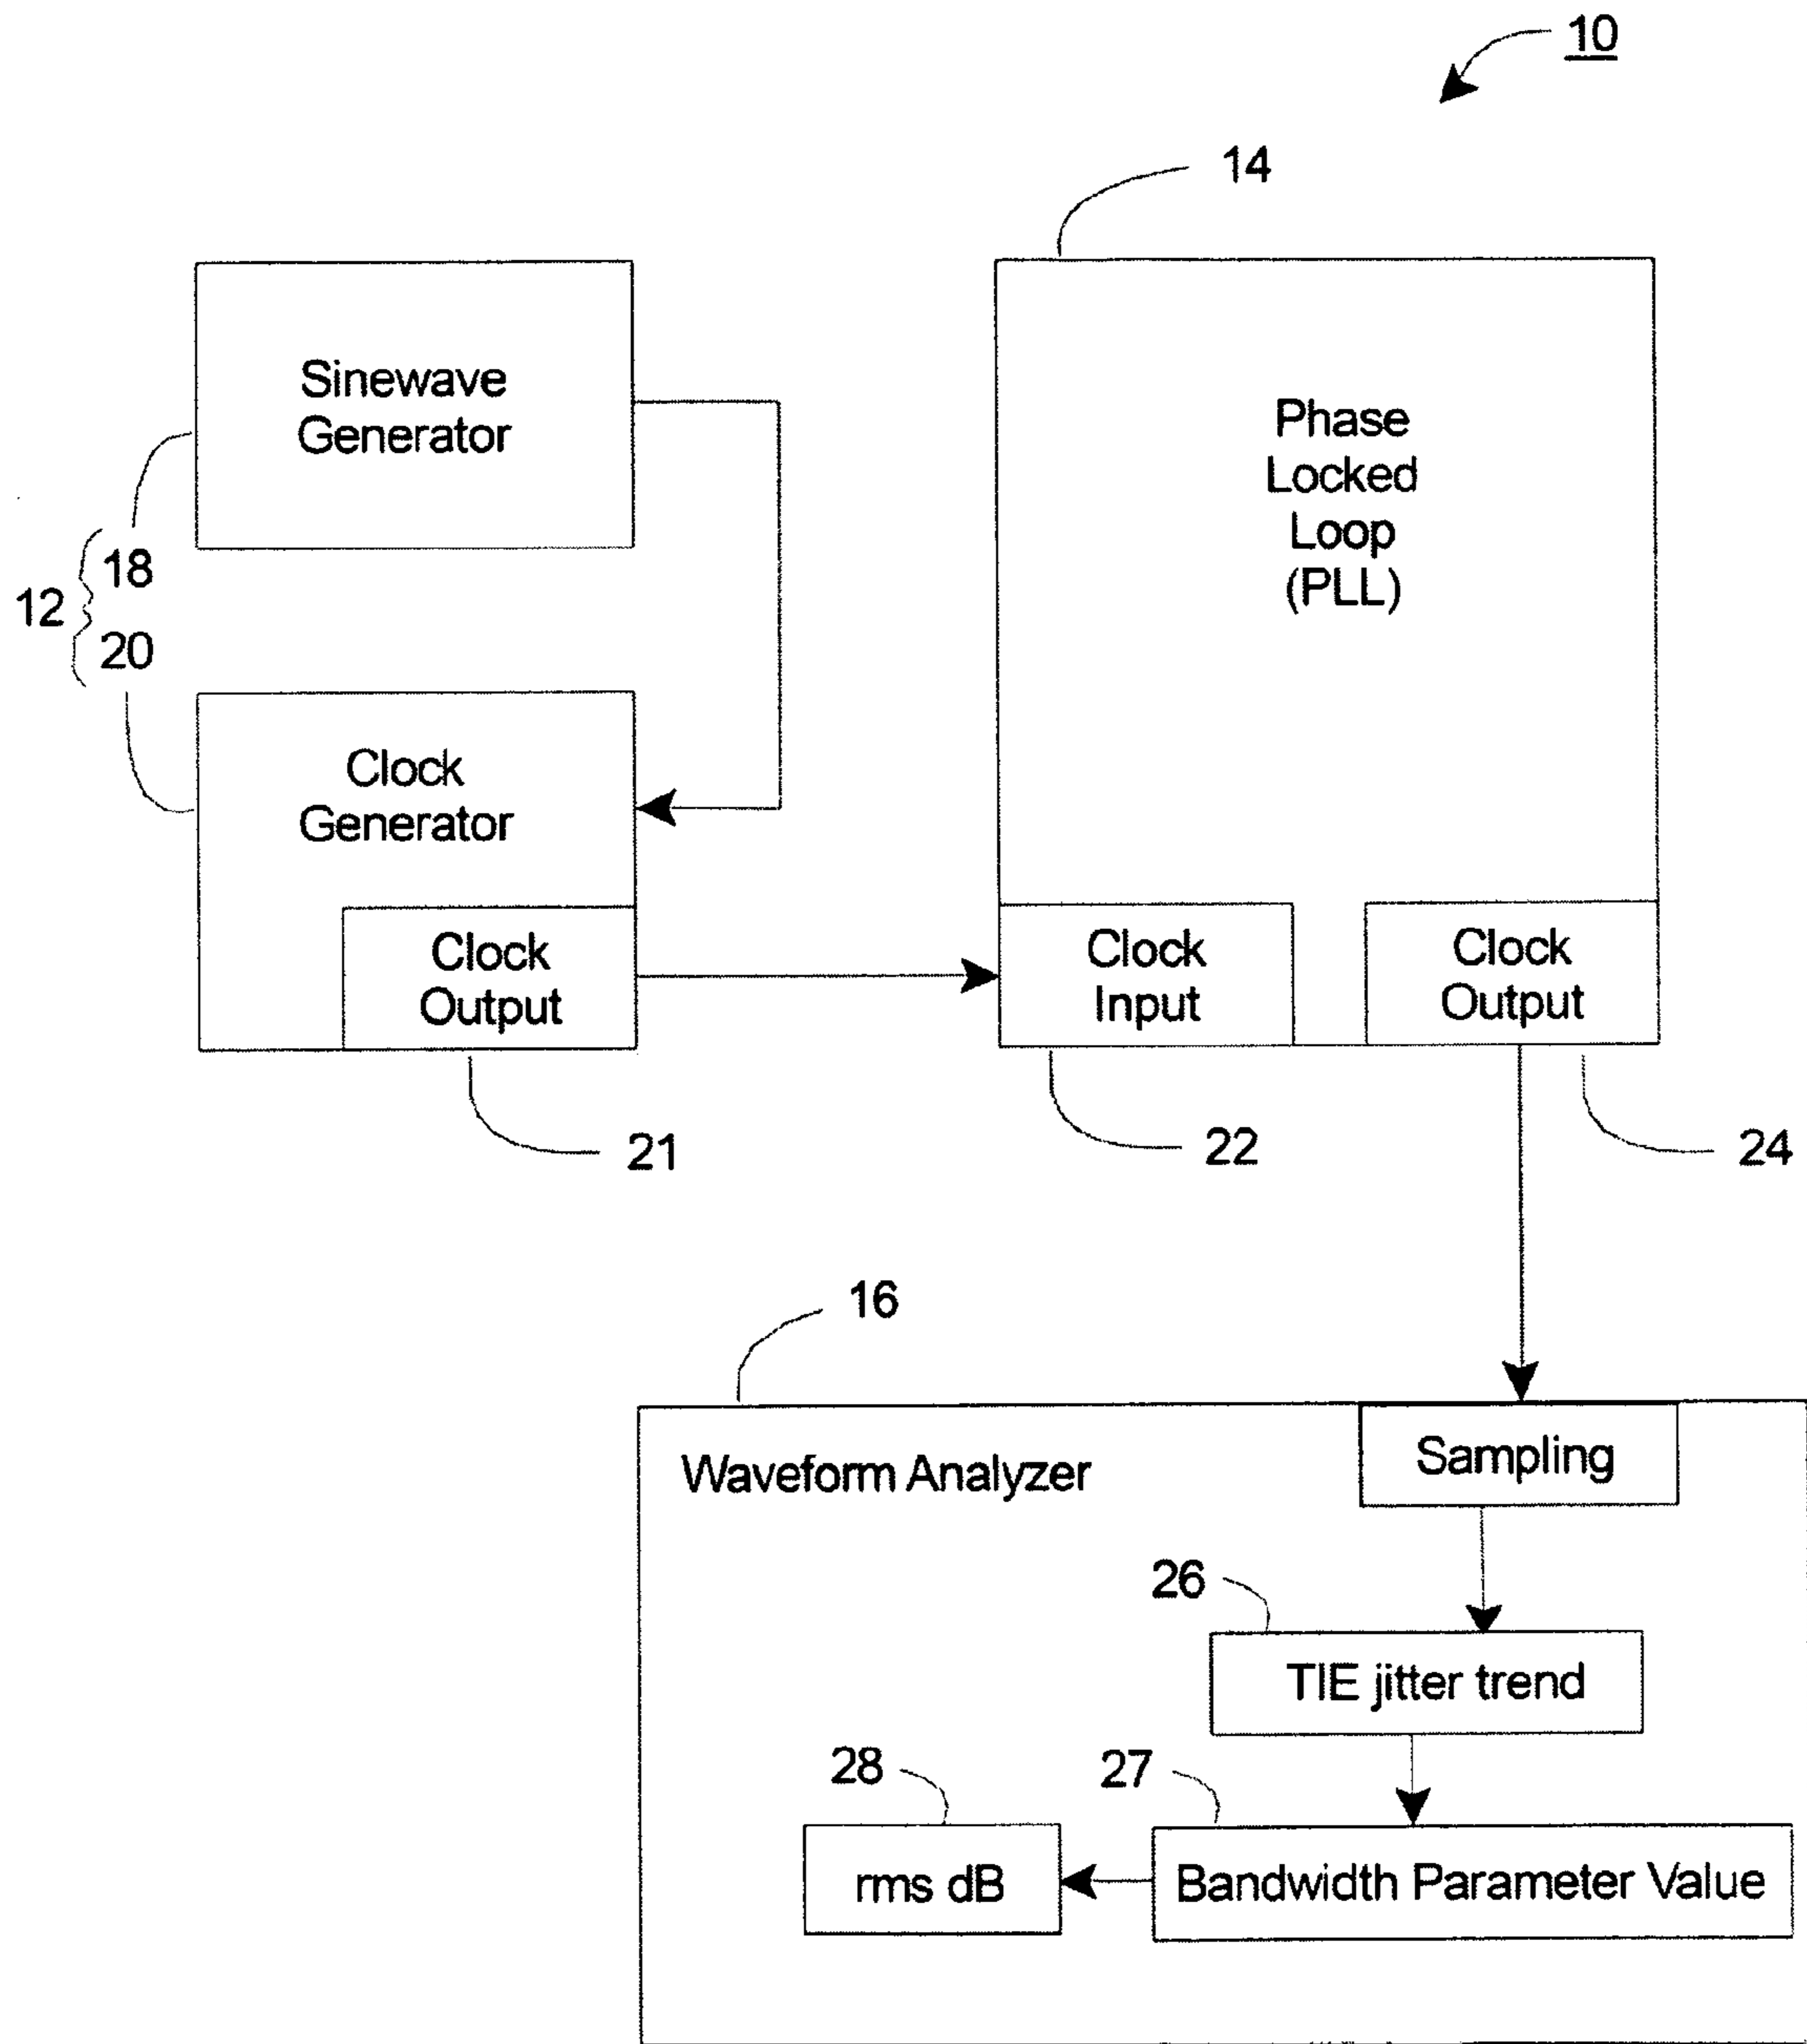 10
14
Sinewave
Generator
Phase
Locked
Loop
(PLL)
18
12
20
Clock
Generator
Clock
Output
Clock
Input
Clock
Output
21
22
24
16
Waveform Analyzer
Sampling
26
TIE jitter trend
28
27
rms dB
Bandwidth Parameter Value